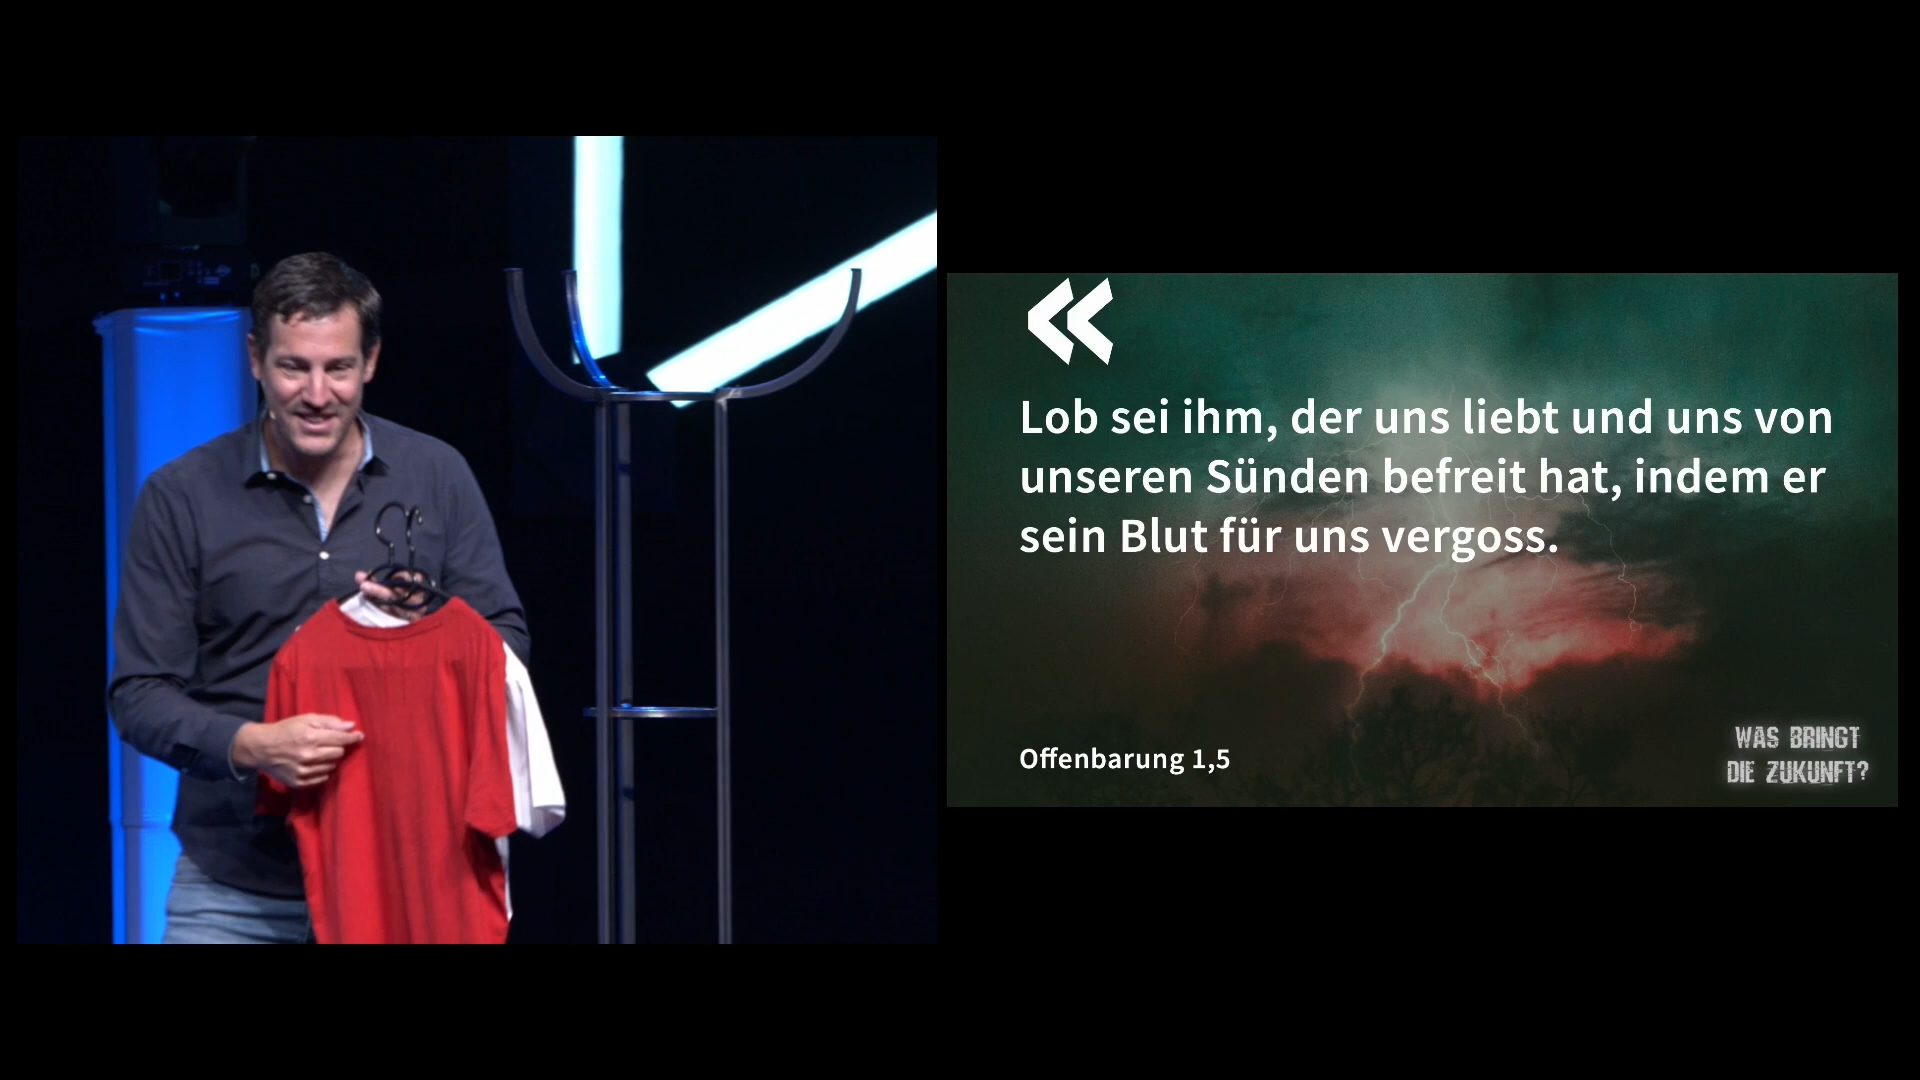 «
Lob sei ihm, der uns liebt und uns von
unseren Sünden befreit hat, indem er
sein Blut für uns vergoss.
Offenbarung 1,5
WAS BRINGT
DIE ZUKUNFT?